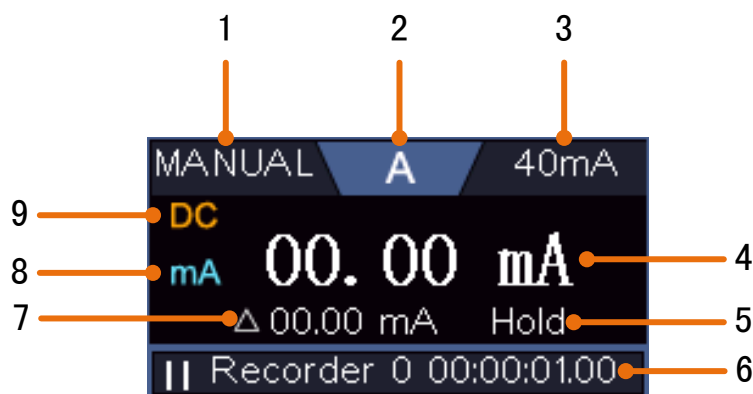 1 2 3
MANUAL A 40mA
9 DC
8 mA 00.00 mA 4
7 △ 00.00 mA Hold 5
Recorder 0 00:00:01.00 6